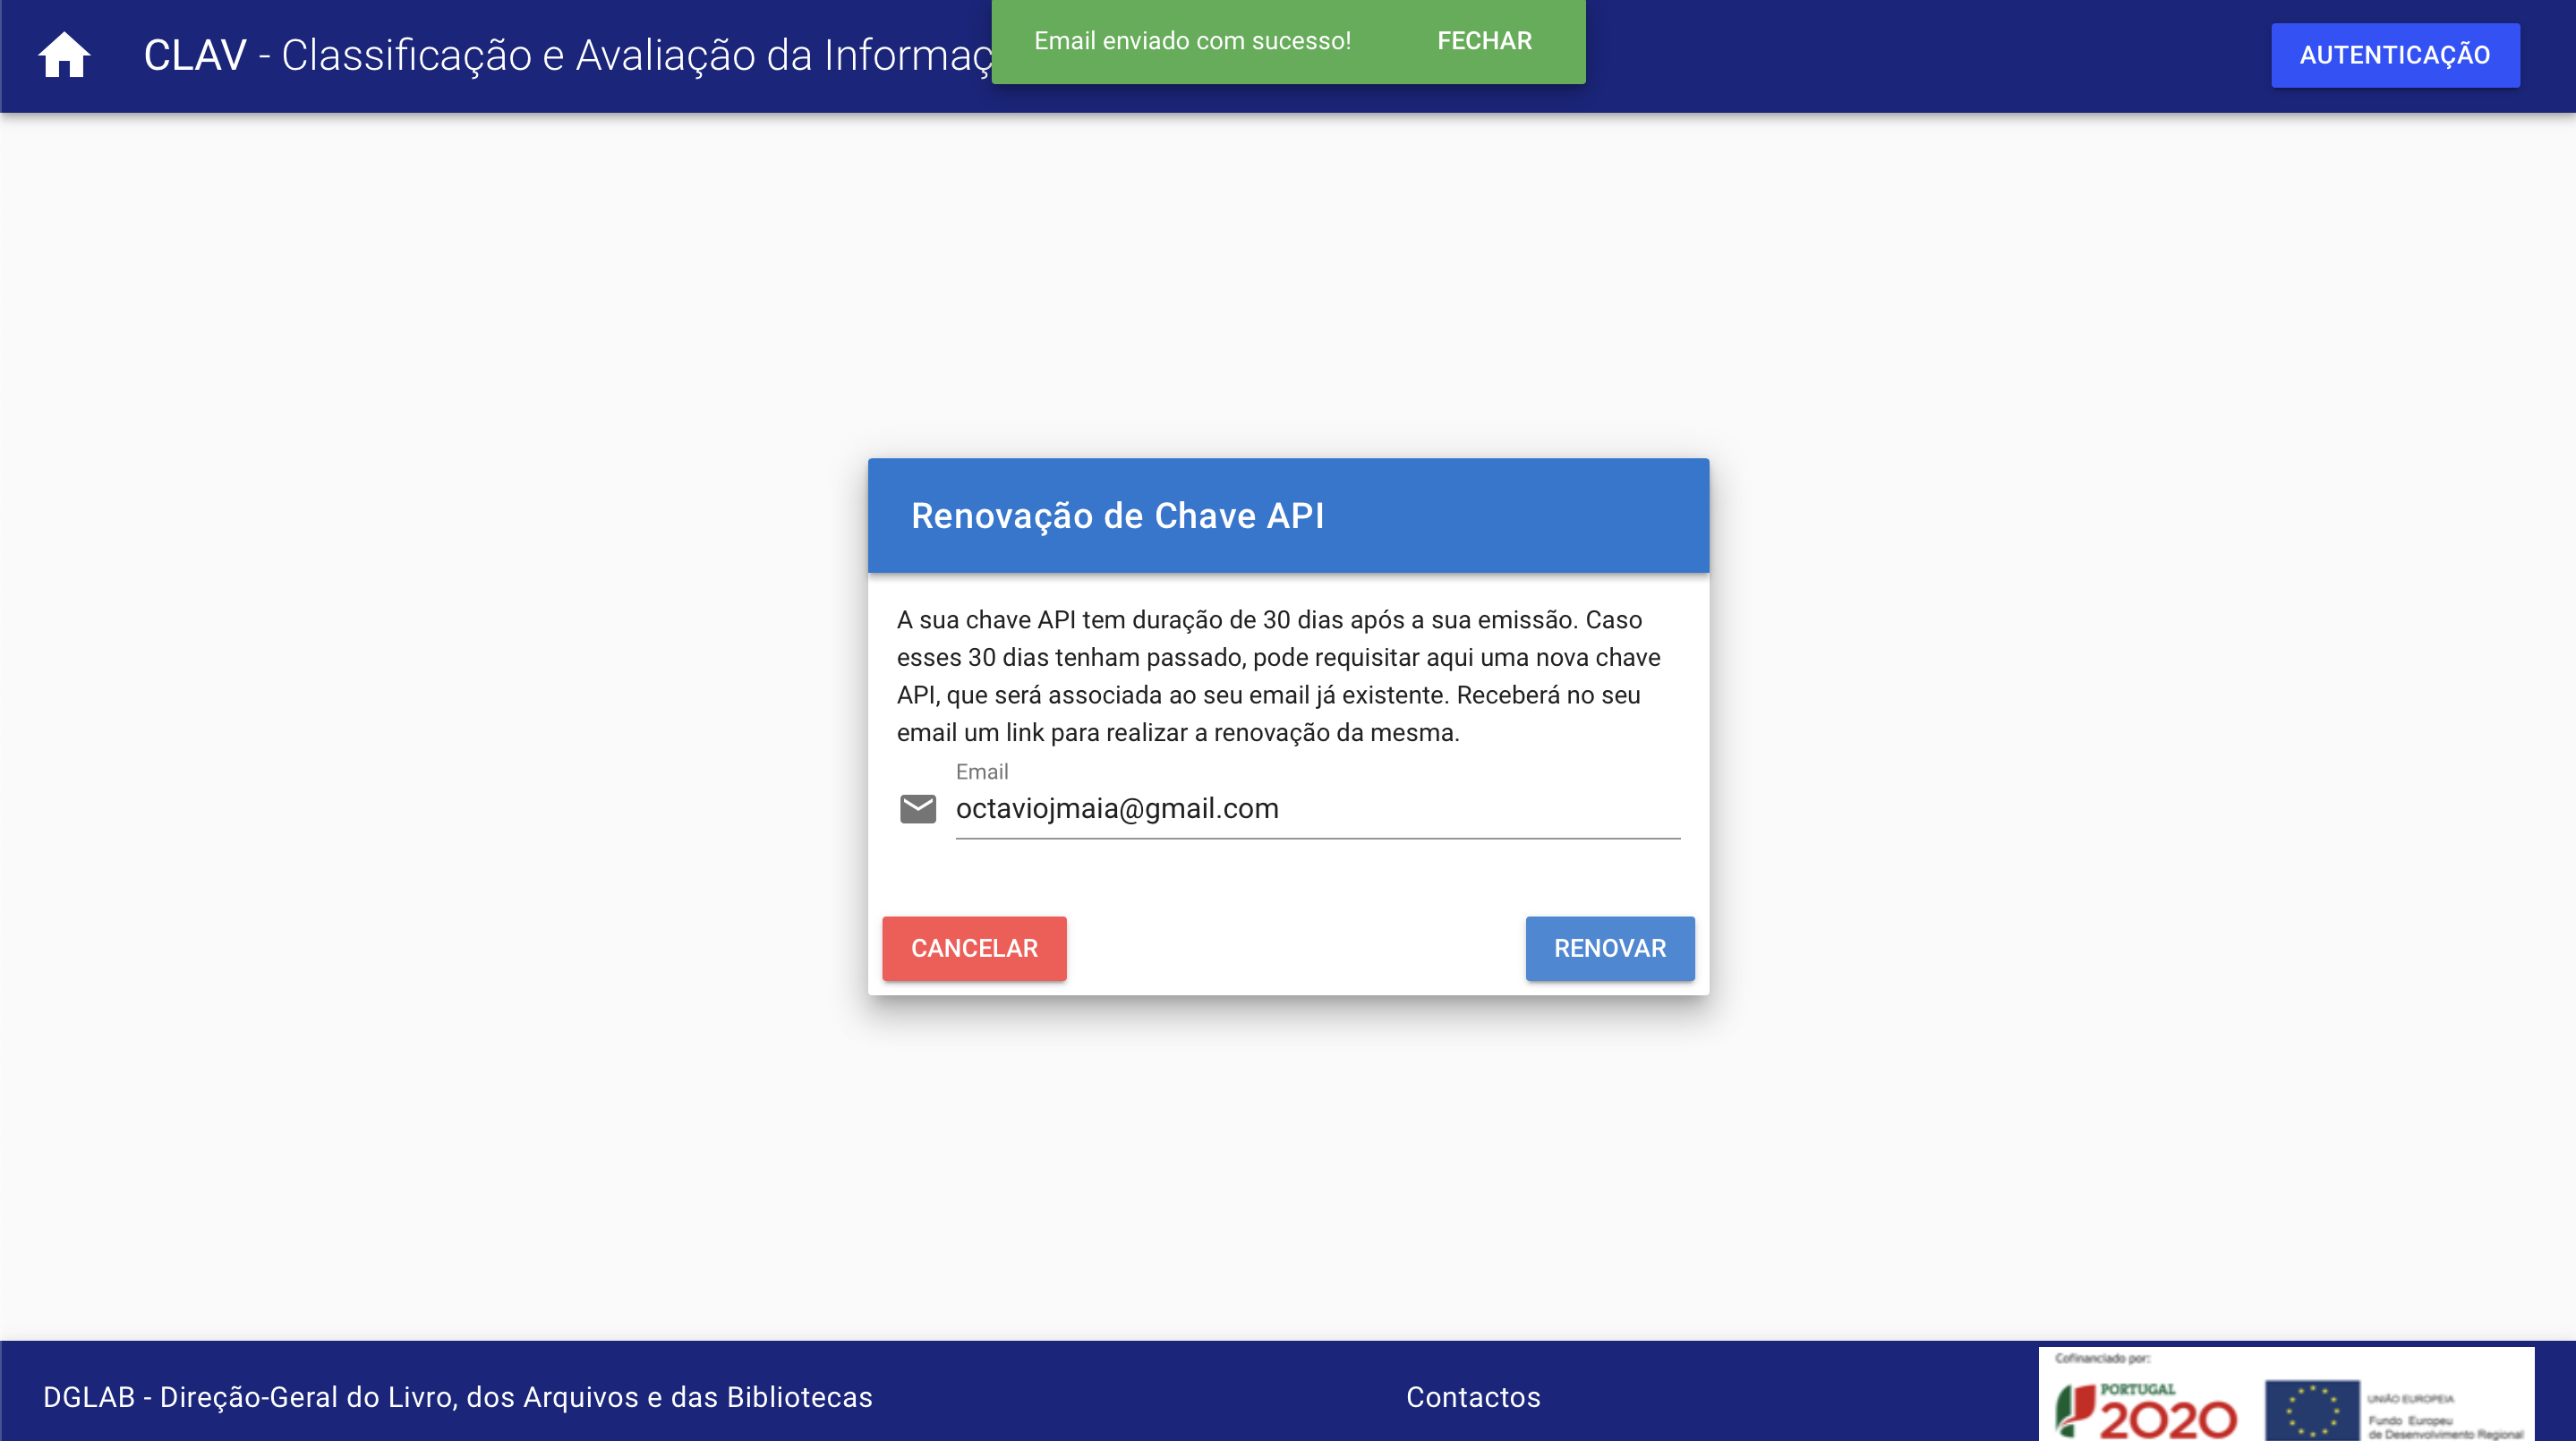 CLAV - Classificação e Avaliação da Informaç
Email enviado com sucesso!
FECHAR
AUTENTICAÇÃO
Renovação de Chave API
A sua chave API tem duração de 30 dias após a sua emissão. Caso
esses 30 dias tenham passado, pode requisitar aqui uma nova chave
API, que será associada ao seu email já existente. Receberá no seu
email um link para realizar a renovação da mesma.
Email
octaviojmaia@gmail.com
CANCELAR
RENOVAR
DGLAB - Direção-Geral do Livro, dos Arquivos e das Bibliotecas
Contactos
Cofinanciado por:
PORTUGAL
2020
UNIÃO EUROPEIA
Fundo Europeu
de Desenvolvimento Regional